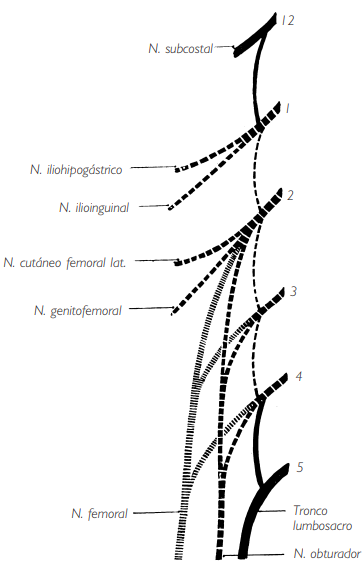 12
N. subcostal
1
N. iliohipogástrico
N. ilioinguinal
2
N. cutáneo femoral lat.
3
N. genitofemoral
4
5
N. femoral
Tronco
lumbosacro
N. obturador